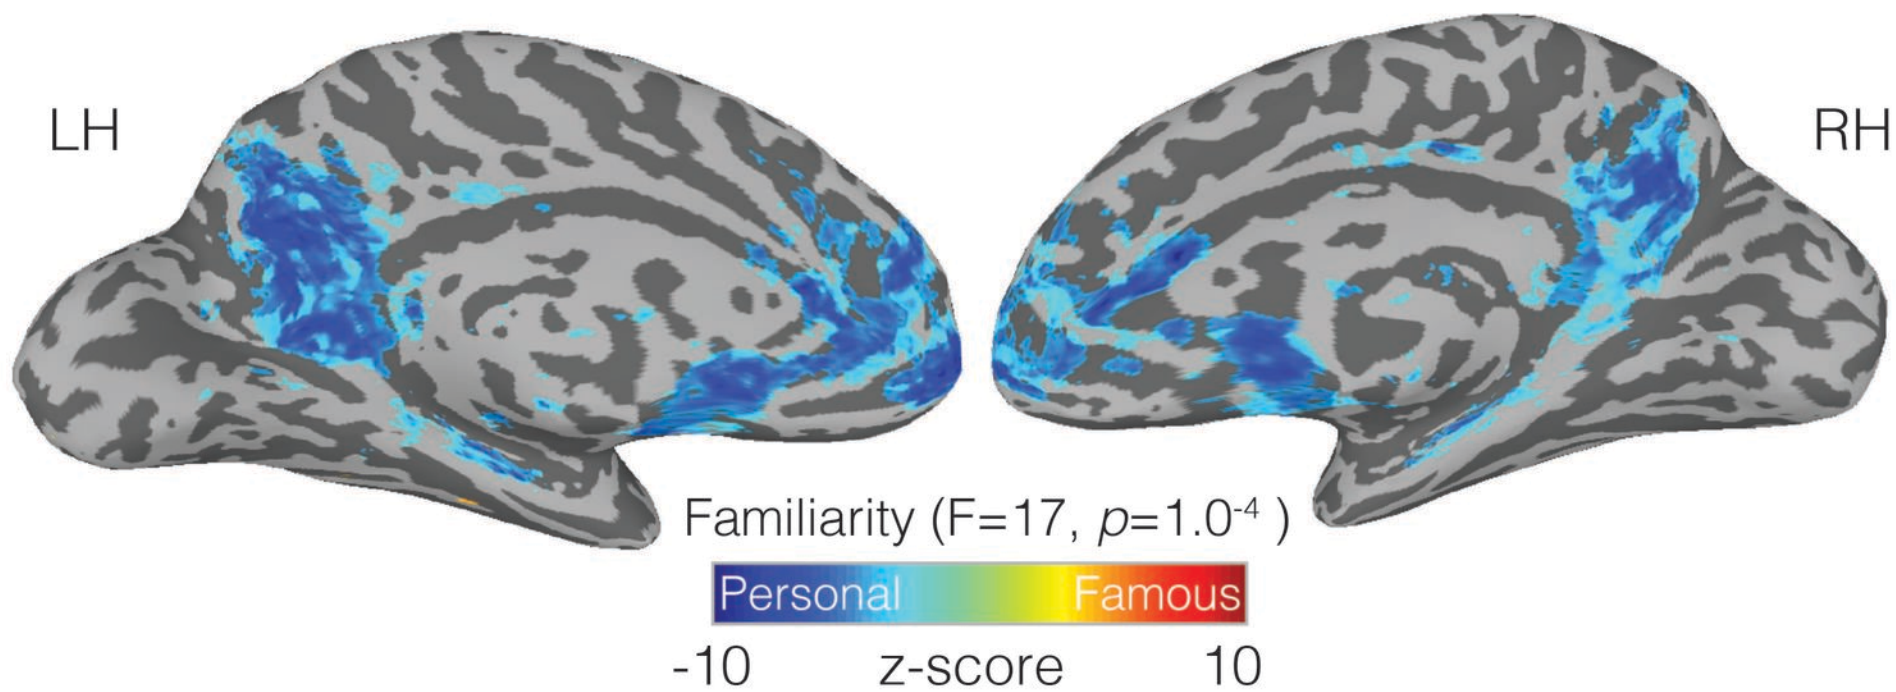 LH
RH
Familiarity (F=17, p=1.0⁻⁴ )
Personal Famous
-10 z-score 10